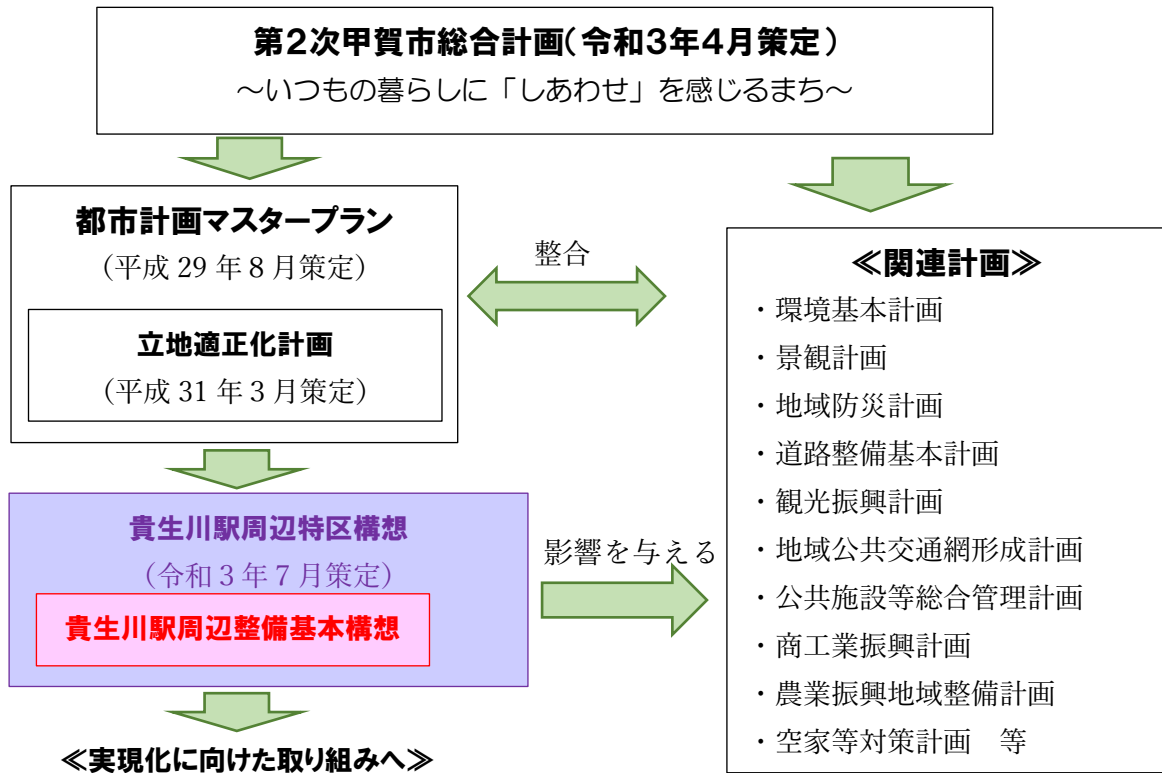 第2次甲賀市総合計画(令和3年4月策定)
～いつもの暮らしに「しあわせ」を感じるまち～
都市計画マスタープラン
（平成 29 年 8 月策定）
立地適正化計画
（平成 31 年 3 月策定）
整合
貴生川駅周辺特区構想
（令和 3 年 7 月策定）
貴生川駅周辺整備基本構想
影響を与える
≪実現化に向けた取り組みへ≫
≪関連計画≫
・環境基本計画
・景観計画
・地域防災計画
・道路整備基本計画
・観光振興計画
・地域公共交通網形成計画
・公共施設等総合管理計画
・商工業振興計画
・農業振興地域整備計画
・空家等対策計画　等